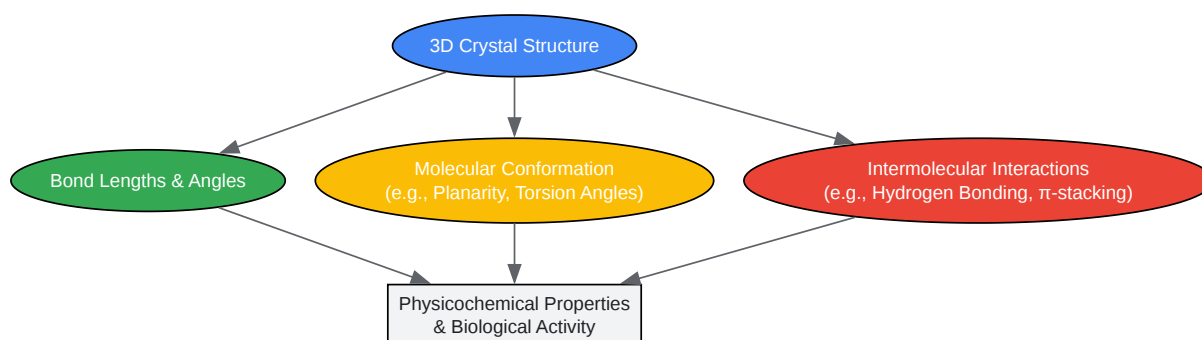 3D Crystal Structure
Bond Lengths & Angles
Molecular Conformation
(e.g., Planarity, Torsion Angles)
Intermolecular Interactions
(e.g., Hydrogen Bonding, π-stacking)
Physicochemical Properties
& Biological Activity